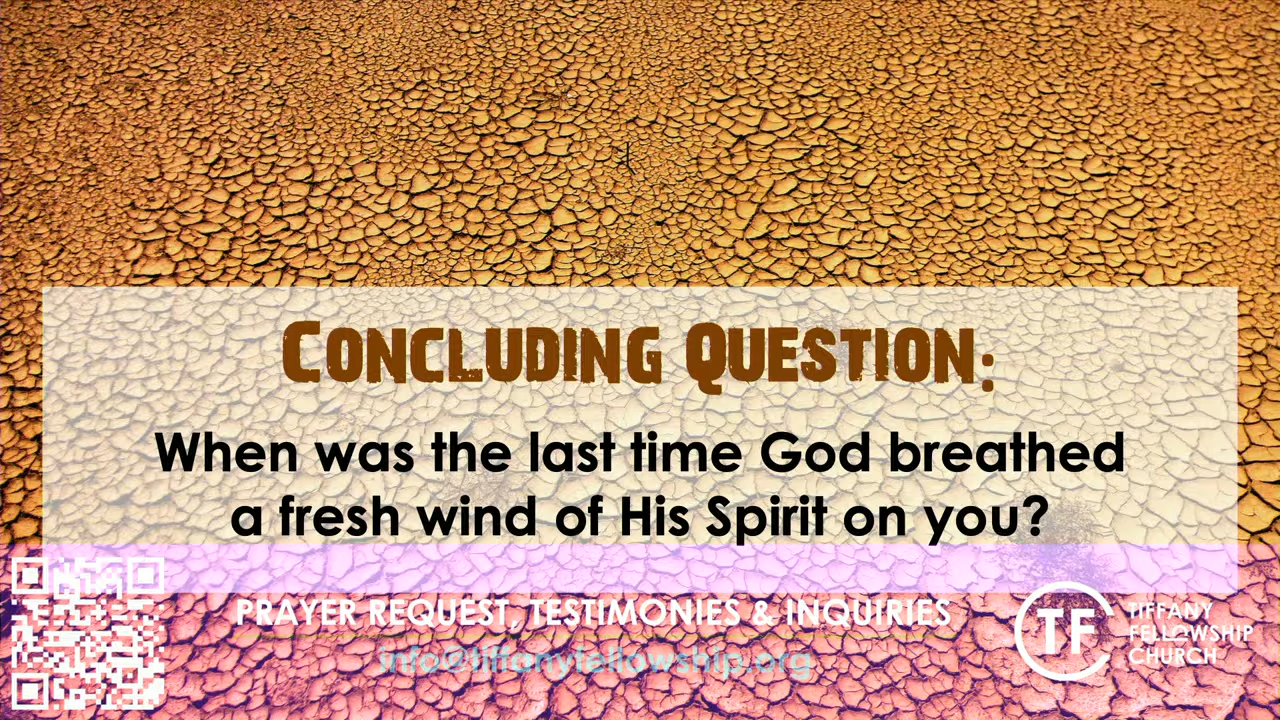 CONCLUDING QUESTION:
When was the last time God breathed
a fresh wind of His Spirit on you?
PRAYER REQUEST, TESTIMONIES & INQUIRIES
info@tiffanyfellowship.org
TF
TIFFANY
FELLOWSHIP
CHURCH